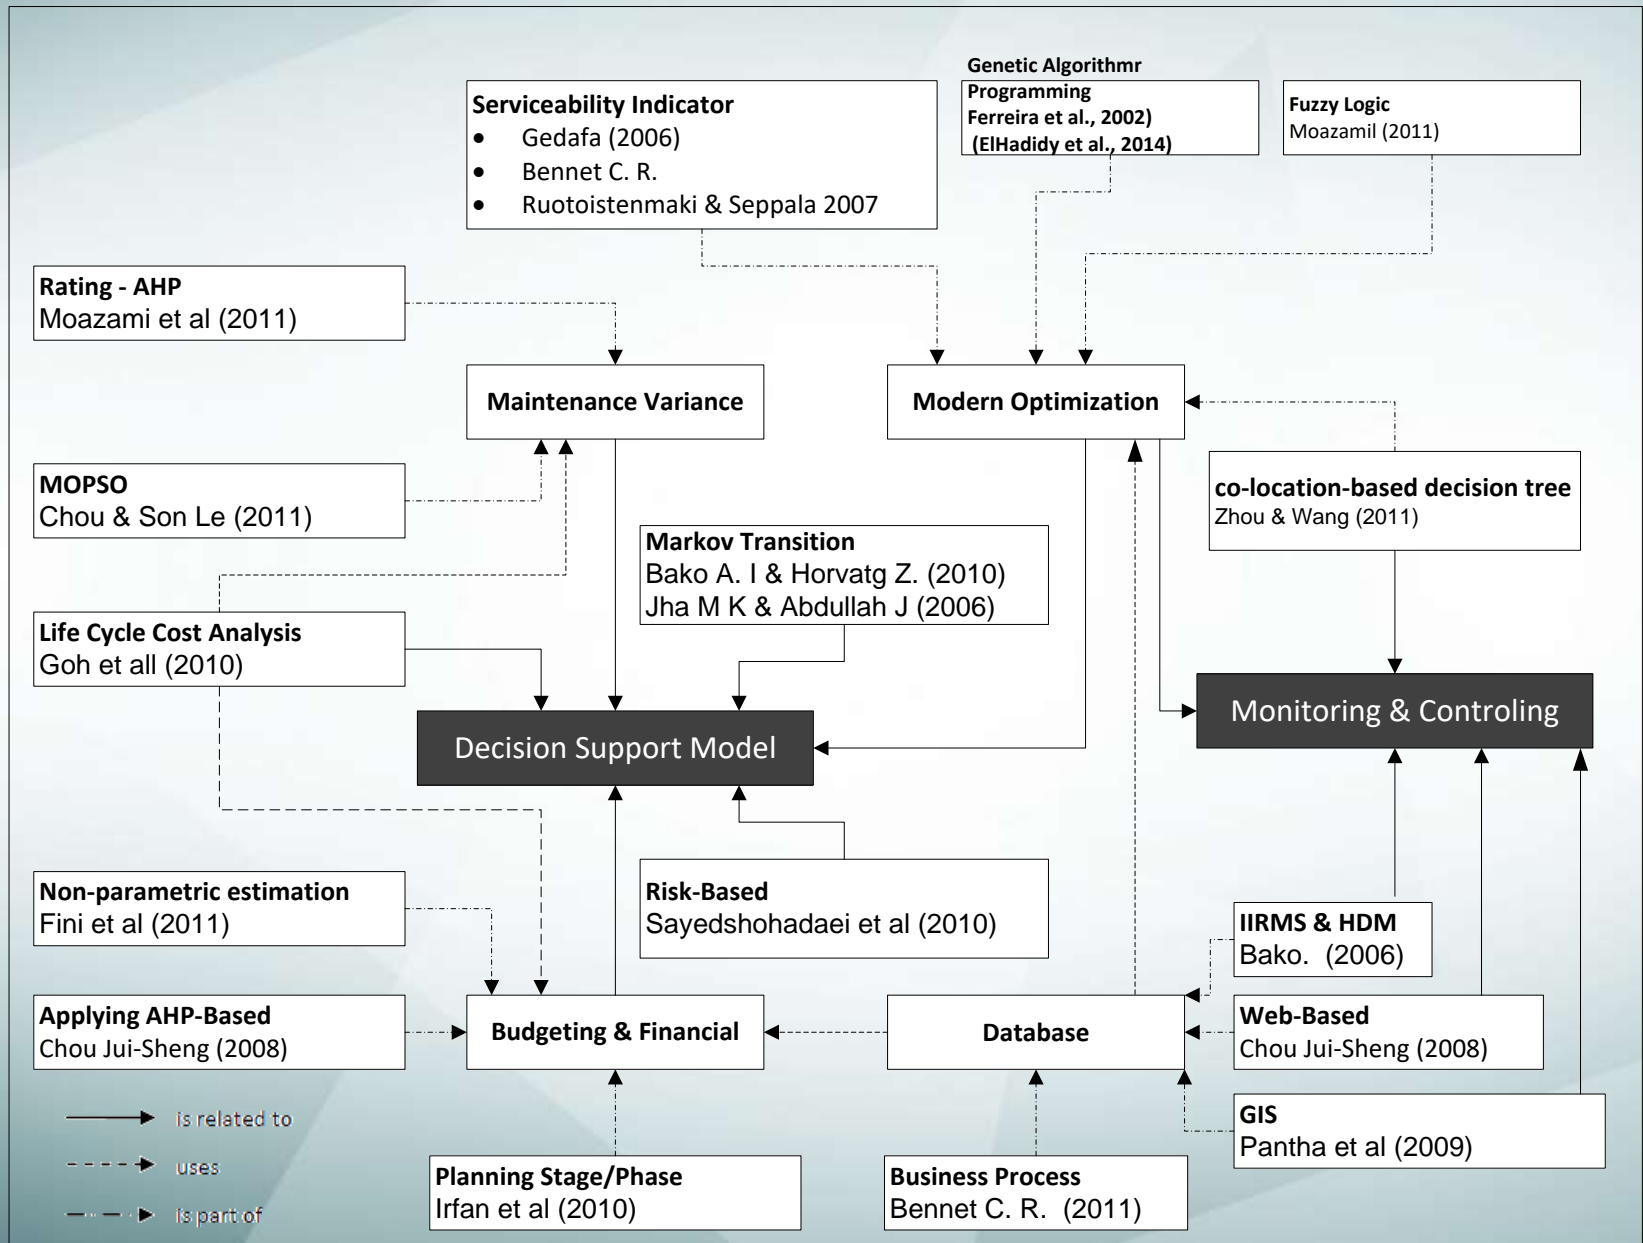 Genetic Algorithmr
Programming
Ferreira et al., 2002)
(ElHadidy et al., 2014)
Serviceability Indicator
• Gedafa (2006)
• Bennet C. R.
• Ruotoistenmaki & Seppala 2007
Fuzzy Logic
Moazamil (2011)
Rating - AHP
Moazami et al (2011)
Maintenance Variance
Modern Optimization
MOPSO
Chou & Son Le (2011)
co-location-based decision tree
Zhou & Wang (2011)
Markov Transition
Bako A. I & Horvatg Z. (2010)
Jha M K & Abdullah J (2006)
Life Cycle Cost Analysis
Goh et all (2010)
Decision Support Model
Monitoring & Controling
Non-parametric estimation
Fini et al (2011)
Risk-Based
Sayedshohadaei et al (2010)
IIRMS & HDM
Bako. (2006)
Applying AHP-Based
Chou Jui-Sheng (2008)
Budgeting & Financial
Database
Web-Based
Chou Jui-Sheng (2008)
GIS
Pantha et al (2009)
is related to
uses
is part of
Planning Stage/Phase
Irfan et al (2010)
Business Process
Bennet C. R. (2011)